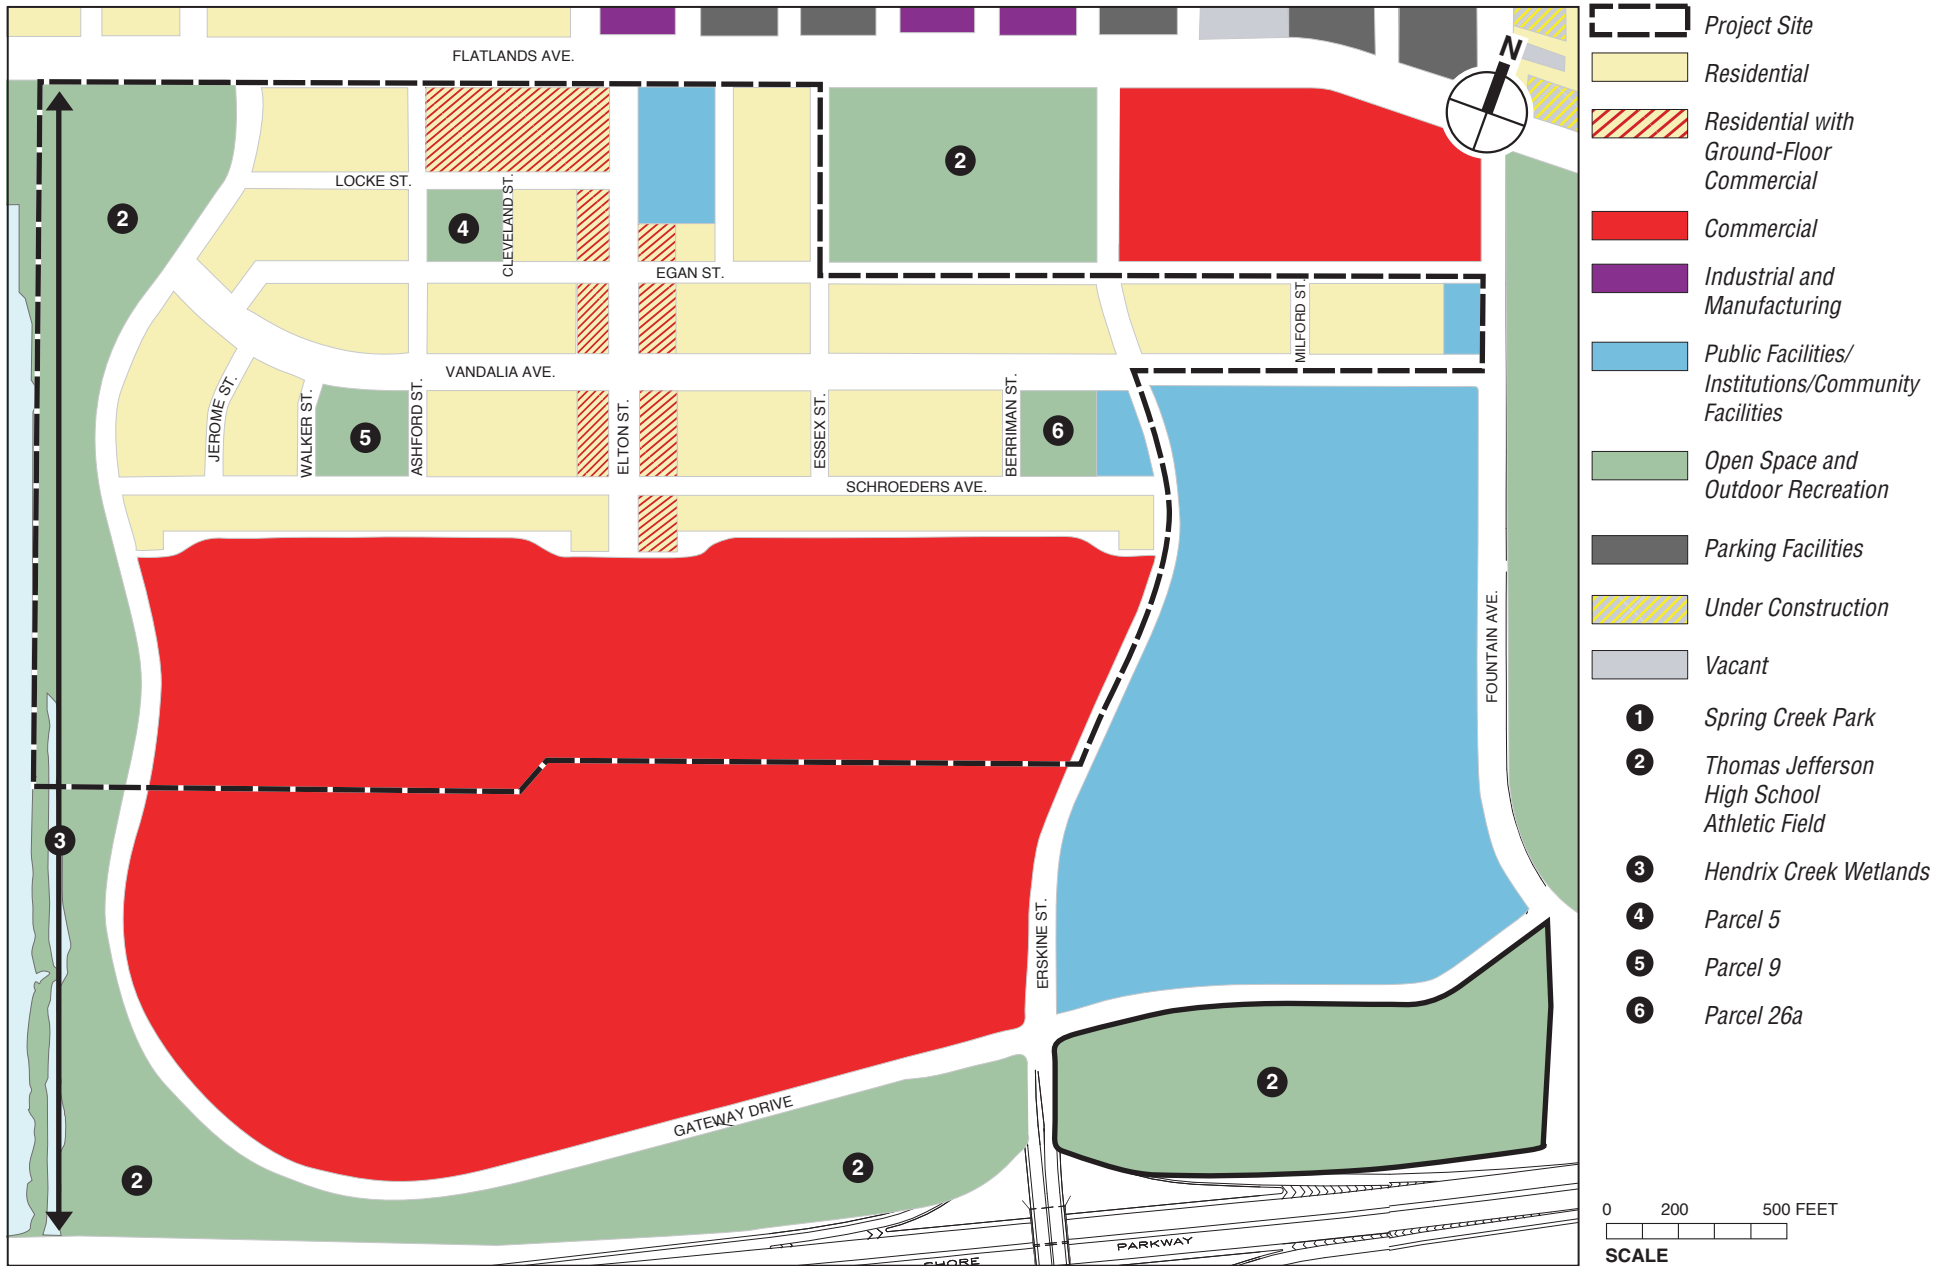 FLATLANDS AVE.
LOCKE ST.
CLEVELAND ST.
EGAN ST.
MILFORD ST.
VANDALIA AVE.
JEROME ST.
WALKER ST.
ASHFORD ST.
ELTON ST.
ESSEX ST.
BERRIMAN ST.
SCHROEDERS AVE.
FOUNTAIN AVE.
ERSKINE ST.
GATEWAY DRIVE
SHORE
PARKWAY
2
2
4
5
6
3
2
2
2
N
Project Site
Residential
Residential with
Ground-Floor
Commercial
Commercial
Industrial and
Manufacturing
Public Facilities/
Institutions/Community
Facilities
Open Space and
Outdoor Recreation
Parking Facilities
Under Construction
Vacant
1 Spring Creek Park
2 Thomas Jefferson
High School
Athletic Field
3 Hendrix Creek Wetlands
4 Parcel 5
5 Parcel 9
6 Parcel 26a
0 200 500 FEET
SCALE